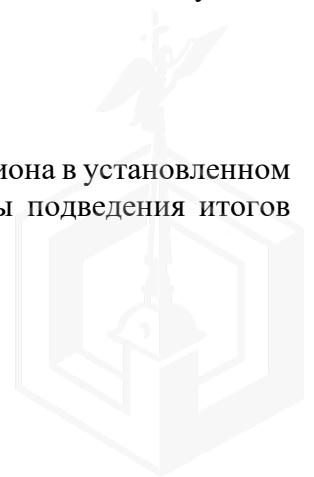 иона в установленном
ы подведения итогов